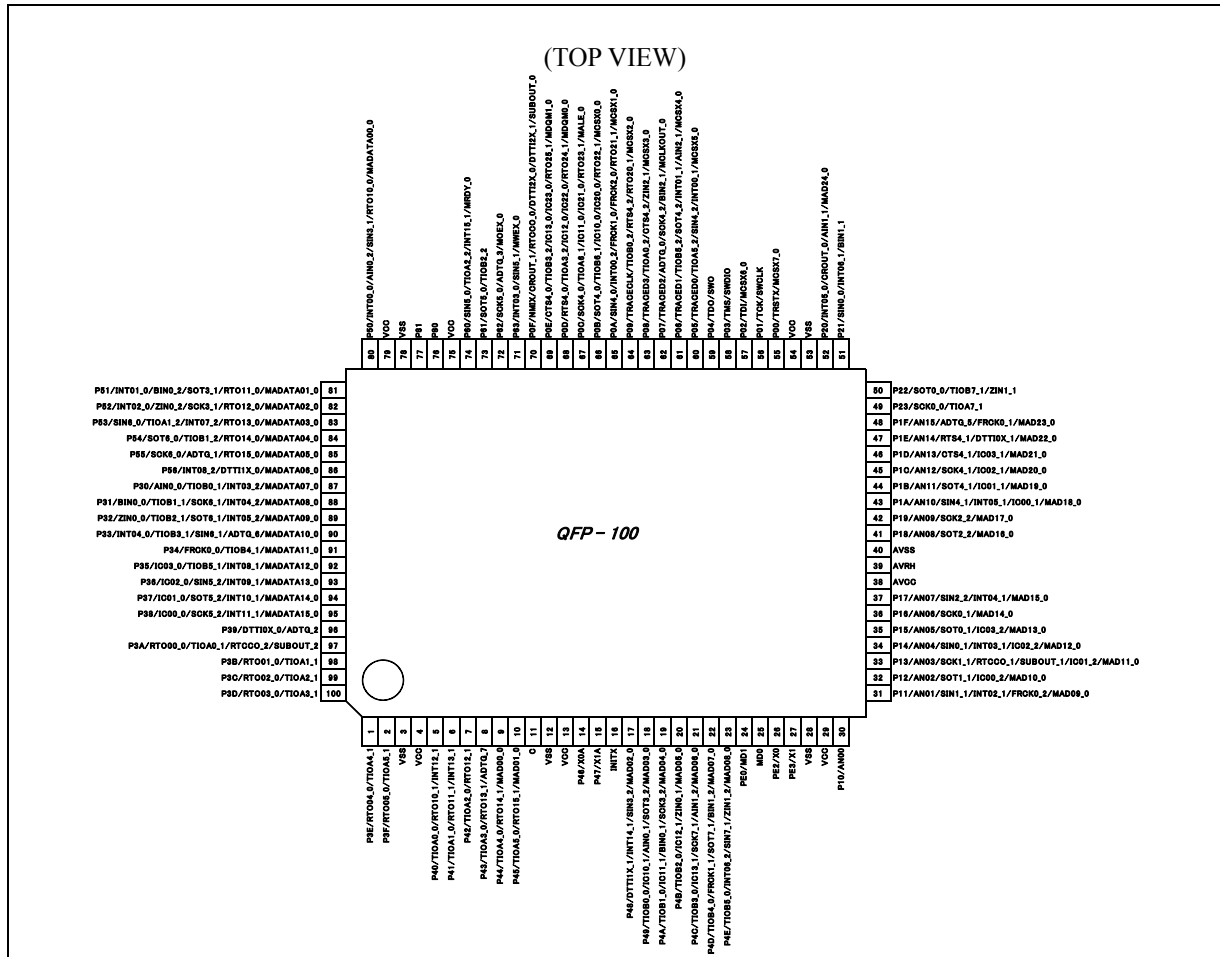 (TOP VIEW)
P50/INT00_0/AIN0_2/SIN3_1/RTO10_0/MADATA00_0
VCC
VSS
P81
P80
VCC
P60/SIN5_0/TIOA2_2/INT15_1/MRDY_0
P61/SOT5_0/TIOB2_2
P62/SCK5_0/ADTG_3/MOEX_0
P63/INT03_0/SIN5_1/MWEX_0
P0F/NMIX/CROUT_1/RTCCO_0/DTTI2X_0/DTTI2X_1/SUBOUT_0
P0E/CTS4_0/TIOB3_2/IC13_0/IC23_0/RTO25_1/MDQM1_0
P0D/RTS4_0/TIOA3_2/IC12_0/IC22_0/RTO24_1/MDQM0_0
P0C/SCK4_0/TIOA6_1/IC11_0/IC21_0/RTO23_1/MALE_0
P0B/SOT4_0/TIOB6_1/IC10_0/IC20_0/RTO22_1/MCSX0_0
P0A/SIN4_0/INT00_2/FRCK1_0/FRCK2_0/RTO21_1/MCSX1_0
P09/TRACECLK/TIOB0_2/RTS4_2/RTO20_1/MCSX2_0
P08/TRACED3/TIOA0_2/CTS4_2/ZIN2_1/MCSX3_0
P07/TRACED2/ADTG_0/SCK4_2/BIN2_1/MCLKOUT_0
P06/TRACED1/TIOB5_2/SOT4_2/INT01_1/AIN2_1/MCSX4_0
P05/TRACED0/TIOA5_2/SIN4_2/INT00_1/MCSX5_0
P04/TDO/SWO
P03/TMS/SWDIO
P02/TDI/MCSX6_0
P01/TCK/SWCLK
P00/TRSTX/MCSX7_0
VCC
VSS
P20/INT05_0/CROUT_0/AIN1_1/MAD24_0
P21/SIN0_0/INT06_1/BIN1_1
80 79 78 77 76 75 74 73 72 71 70 69 68 67 66 65 64 63 62 61 60 59 58 57 56 55 54 53 52 51
P51/INT01_0/BIN0_2/SOT3_1/RTO11_0/MADATA01_0 81
P52/INT02_0/ZIN0_2/SCK3_1/RTO12_0/MADATA02_0 82
P53/SIN6_0/TIOA1_2/INT07_2/RTO13_0/MADATA03_0 83
P54/SOT6_0/TIOB1_2/RTO14_0/MADATA04_0 84
P55/SCK6_0/ADTG_1/RTO15_0/MADATA05_0 85
P56/INT08_2/DTTI1X_0/MADATA06_0 86
P30/AIN0_0/TIOB0_1/INT03_2/MADATA07_0 87
P31/BIN0_0/TIOB1_1/SCK6_1/INT04_2/MADATA08_0 88
P32/ZIN0_0/TIOB2_1/SOT6_1/INT05_2/MADATA09_0 89
P33/INT04_0/TIOB3_1/SIN6_1/ADTG_6/MADATA10_0 90
P34/FRCK0_0/TIOB4_1/MADATA11_0 91
P35/IC03_0/TIOB5_1/INT08_1/MADATA12_0 92
P36/IC02_0/SIN5_2/INT09_1/MADATA13_0 93
P37/IC01_0/SOT5_2/INT10_1/MADATA14_0 94
P38/IC00_0/SCK5_2/INT11_1/MADATA15_0 95
P39/DTTI0X_0/ADTG_2 96
P3A/RTO00_0/TIOA0_1/RTCCO_2/SUBOUT_2 97
P3B/RTO01_0/TIOA1_1 98
P3C/RTO02_0/TIOA2_1 99
P3D/RTO03_0/TIOA3_1 100
QFP - 100
50 P22/SOT0_0/TIOB7_1/ZIN1_1
49 P23/SCK0_0/TIOA7_1
48 P1F/AN15/ADTG_5/FRCK0_1/MAD23_0
47 P1E/AN14/RTS4_1/DTTI0X_1/MAD22_0
46 P1D/AN13/CTS4_1/IC03_1/MAD21_0
45 P1C/AN12/SCK4_1/IC02_1/MAD20_0
44 P1B/AN11/SOT4_1/IC01_1/MAD19_0
43 P1A/AN10/SIN4_1/INT05_1/IC00_1/MAD18_0
42 P19/AN09/SCK2_2/MAD17_0
41 P18/AN08/SOT2_2/MAD16_0
40 AVSS
39 AVRH
38 AVCC
37 P17/AN07/SIN2_2/INT04_1/MAD15_0
36 P16/AN06/SCK0_1/MAD14_0
35 P15/AN05/SOT0_1/IC03_2/MAD13_0
34 P14/AN04/SIN0_1/INT03_1/IC02_2/MAD12_0
33 P13/AN03/SCK1_1/RTCCO_1/SUBOUT_1/IC01_2/MAD11_0
32 P12/AN02/SOT1_1/IC00_2/MAD10_0
31 P11/AN01/SIN1_1/INT02_1/FRCK0_2/MAD09_0
1 2 3 4 5 6 7 8 9 10 11 12 13 14 15 16 17 18 19 20 21 22 23 24 25 26 27 28 29 30
P3E/RTO04_0/TIOA4_1
P3F/RTO05_0/TIOA5_1
VSS
VCC
P40/TIOA0_0/RTO10_1/INT12_1
P41/TIOA1_0/RTO11_1/INT13_1
P42/TIOA2_0/RTO12_1
P43/TIOA3_0/RTO13_1/ADTG_7
P44/TIOA4_0/RTO14_1/MAD00_0
P45/TIOA5_0/RTO15_1/MAD01_0
C
VSS
VCC
P46/X0A
P47/X1A
INITX
P48/DTTI1X_1/INT14_1/SIN3_2/MAD02_0
P49/TIOB0_0/IC10_1/AIN0_1/SOT3_2/MAD03_0
P4A/TIOB1_0/IC11_1/BIN0_1/SCK3_2/MAD04_0
P4B/TIOB2_0/IC12_1/ZIN0_1/MAD05_0
P4C/TIOB3_0/IC13_1/SCK7_1/AIN1_2/MAD06_0
P4D/TIOB4_0/FRCK1_1/SOT7_1/BIN1_2/MAD07_0
P4E/TIOB5_0/INT06_2/SIN7_1/ZIN1_2/MAD08_0
PE0/MD1
MD0
PE2/X0
PE3/X1
VSS
VCC
P10/AN00